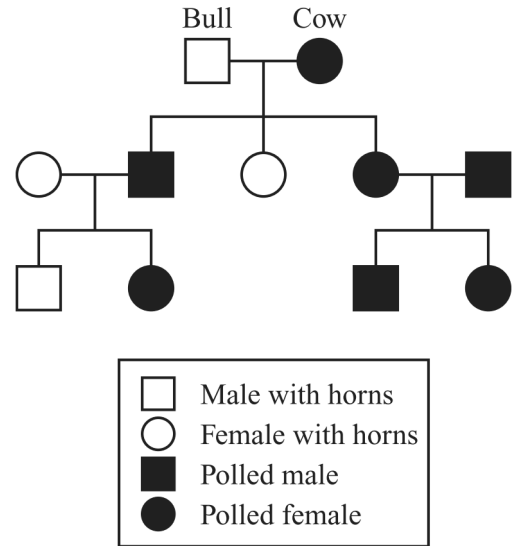 Bull Cow
Male with horns
Female with horns
Polled male
Polled female